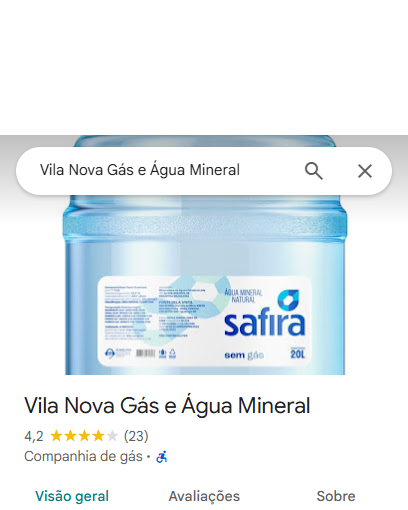 Vila Nova Gás e Água Mineral
ÁGUA MINERAL
NATURAL
safira
sem gás
20L
Vila Nova Gás e Água Mineral
4,2 (23)
Companhia de gás ·
Visão geral Avaliações Sobre